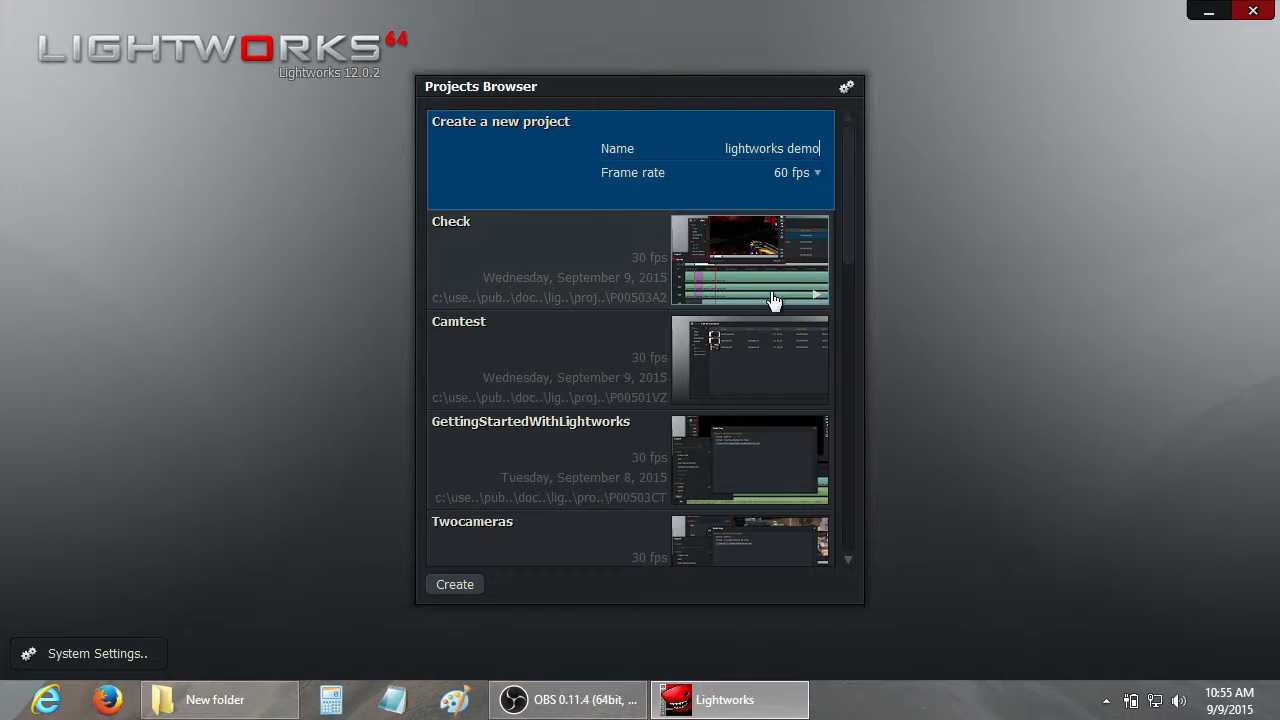 LIGHTWORKS 64
Lightworks 12.0.2
Projects Browser
Create a new project
Name lightworks demo
Frame rate 60 fps
Check
30 fps
Wednesday, September 9, 2015
c:\use..\pub..\doc..\lig..\proj..\P00503A2
Camtest
30 fps
Wednesday, September 9, 2015
c:\use..\pub..\doc..\lig..\proj..\P00501VZ
GettingStartedWithLightworks
30 fps
Tuesday, September 8, 2015
c:\use..\pub..\doc..\lig..\pro..\P00503CT
Twocameras
30 fps
Create
System Settings..
New folder
OBS 0.11.4 (64bit, ...
Lightworks
10:55 AM
9/9/2015